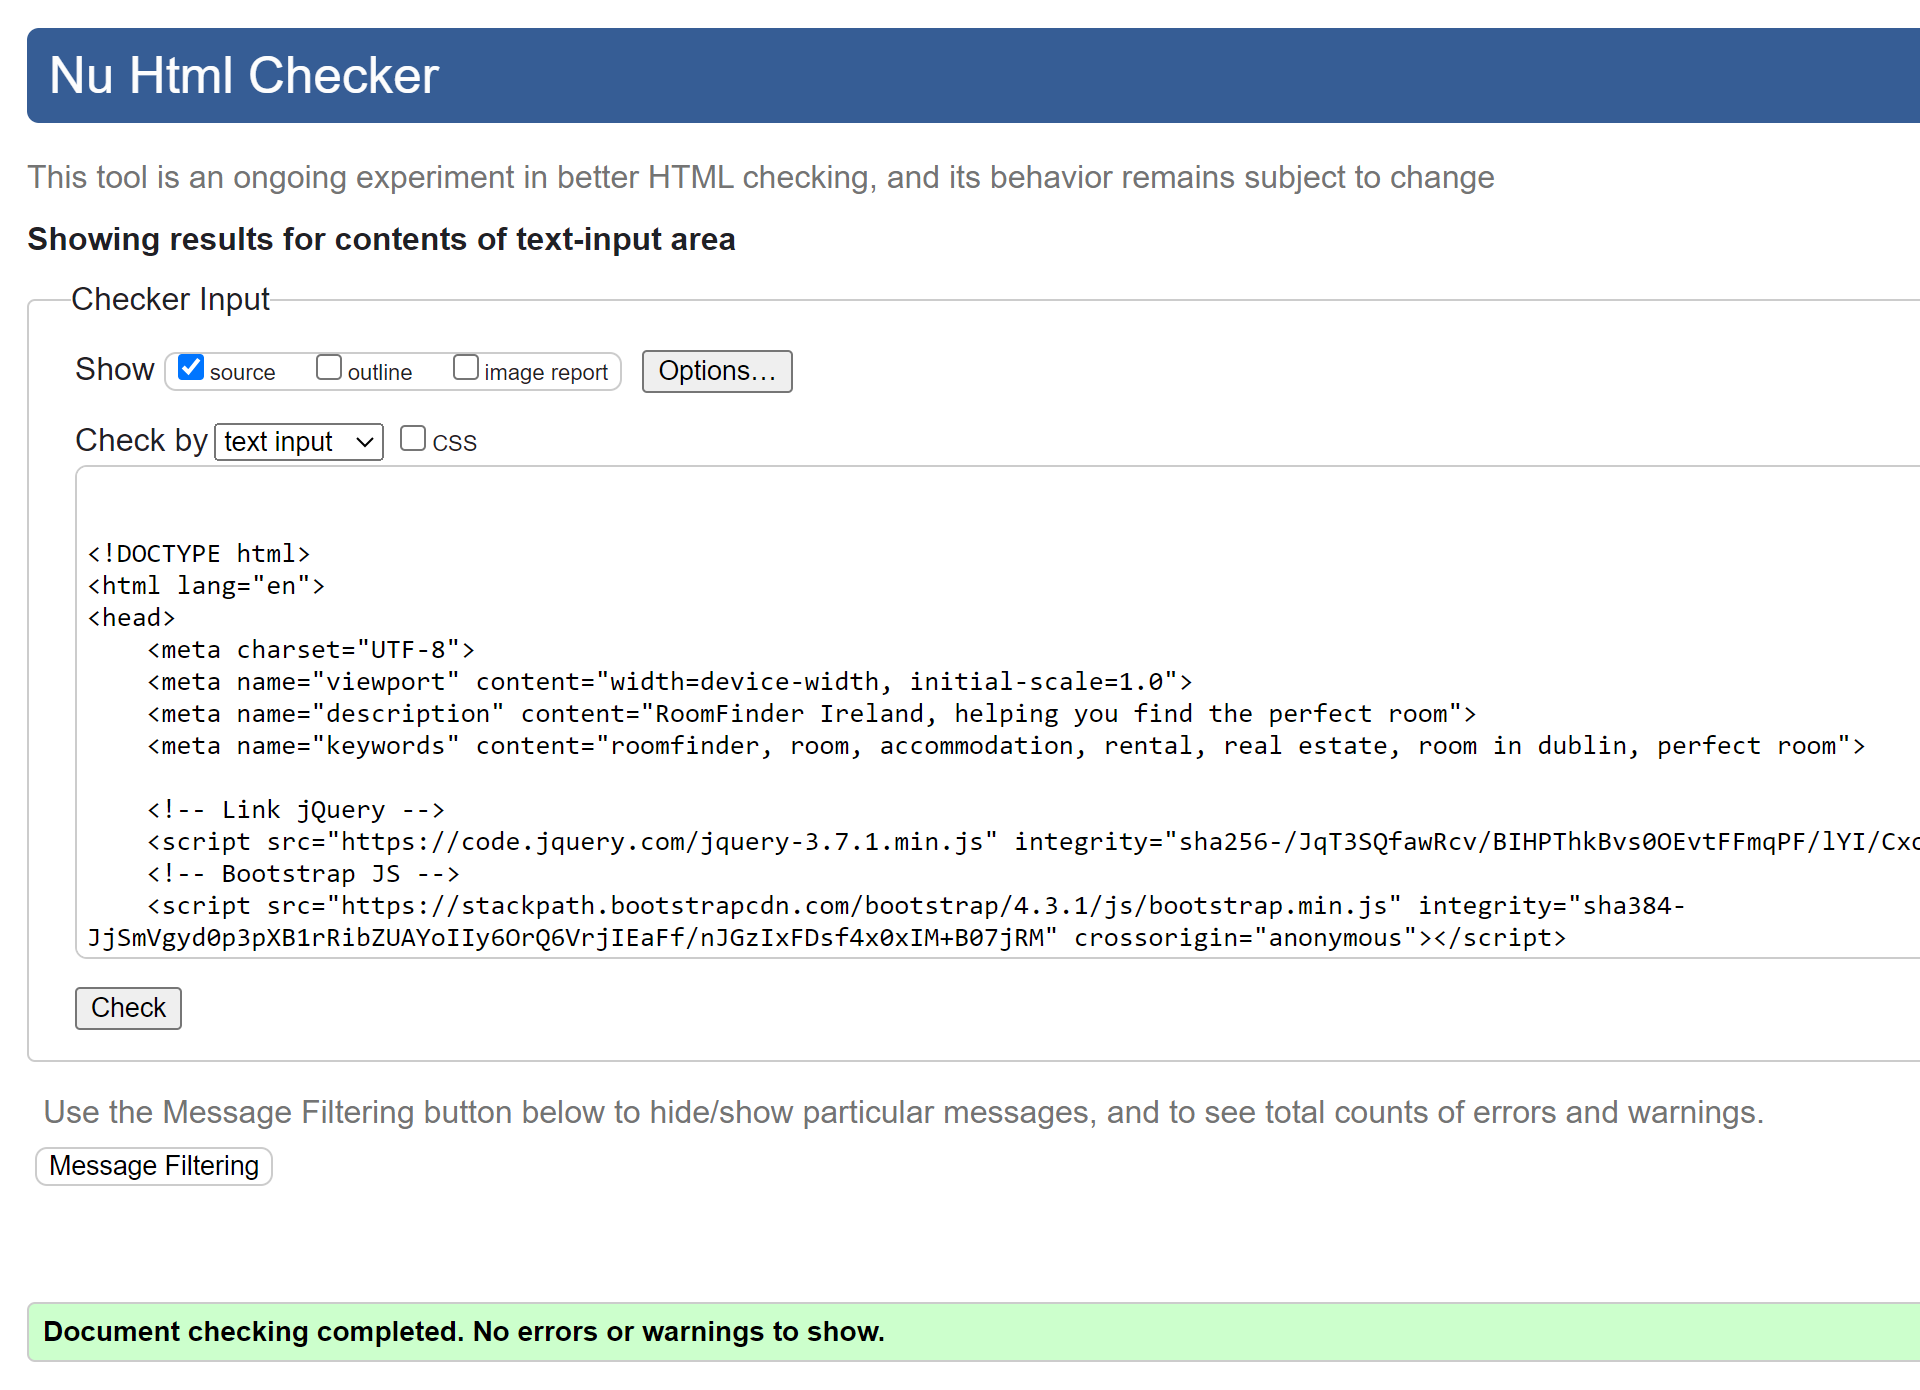 Nu Html Checker
This tool is an ongoing experiment in better HTML checking, and its behavior remains subject to change
Showing results for contents of text-input area
Checker Input
Show source outline image report Options...
Check by text input CSS
<!DOCTYPE html>
<html lang="en">
<head>
<meta charset="UTF-8">
<meta name="viewport" content="width=device-width, initial-scale=1.0">
<meta name="description" content="RoomFinder Ireland, helping you find the perfect room">
<meta name="keywords" content="roomfinder, room, accommodation, rental, real estate, room in dublin, perfect room">
<!-- Link jQuery -->
<script src="https://code.jquery.com/jquery-3.7.1.min.js" integrity="sha256-/JqT3SQfawRcv/BIHPThkBvs0OEvtFFmqPF/lYI/Cxo
<!-- Bootstrap JS -->
<script src="https://stackpath.bootstrapcdn.com/bootstrap/4.3.1/js/bootstrap.min.js" integrity="sha384-
JjSmVgyd0p3pXB1rRibZUAYoIIy6OrQ6VrjIEaFf/nJGzIxFDsf4x0xIM+B07jRM" crossorigin="anonymous"></script>
Check
Use the Message Filtering button below to hide/show particular messages, and to see total counts of errors and warnings.
Message Filtering
Document checking completed. No errors or warnings to show.